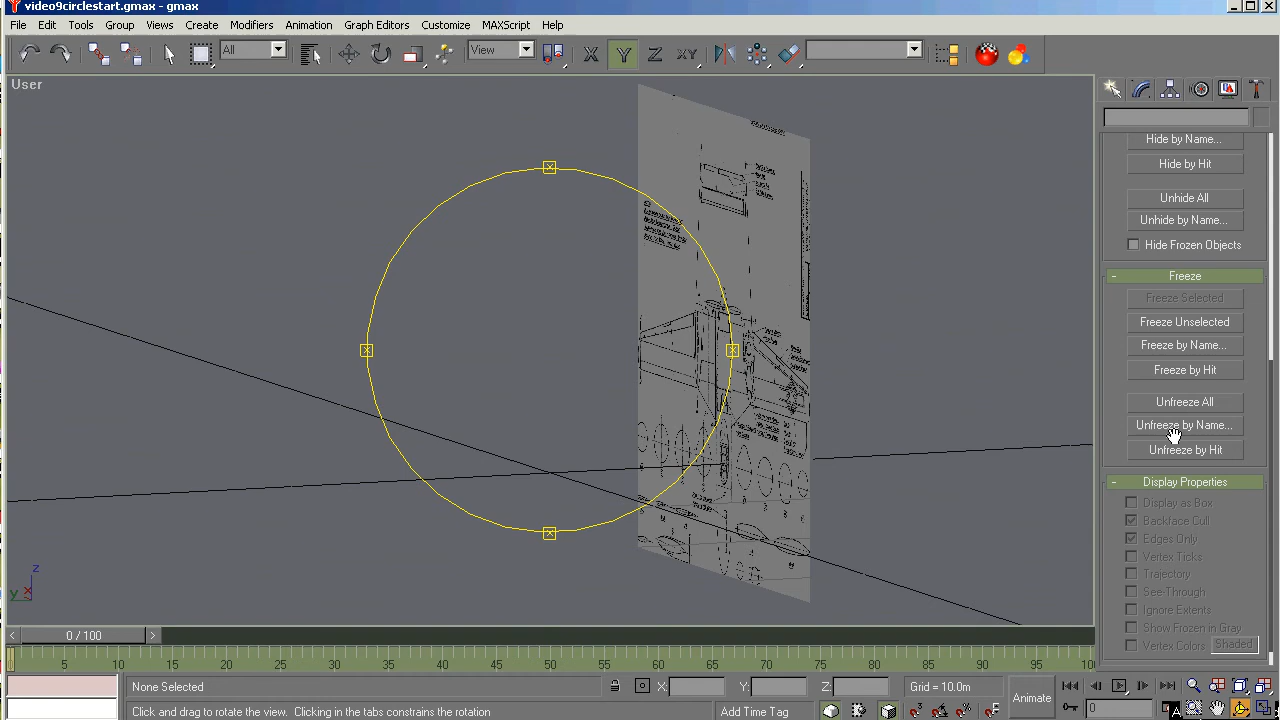 video9circlestart.gmax - gmax
File Edit Tools Group Views Create Modifiers Animation Graph Editors Customize MAXScript Help
All View X Y Z XY
User
Hide by Name...
Hide by Hit
Unhide All
Unhide by Name...
Hide Frozen Objects
- Freeze
Freeze Selected
Freeze Unselected
Freeze by Name...
Freeze by Hit
Unfreeze All
Unfreeze by Name...
Unfreeze by Hit
- Display Properties
Display as Box
Backface Cull
Edges Only
Vertex Ticks
Trajectory
See-Through
Ignore Extents
Show Frozen in Gray
Vertex Colors Shaded
z
y x
< 0 / 100 >
5 10 15 20 25 30 35 40 45 50 55 60 65 70 75 80 85 90 95 100
None Selected X: Y: Z: Grid = 10.0m Animate
Click and drag to rotate the view. Clicking in the tabs constrains the rotation Add Time Tag 0